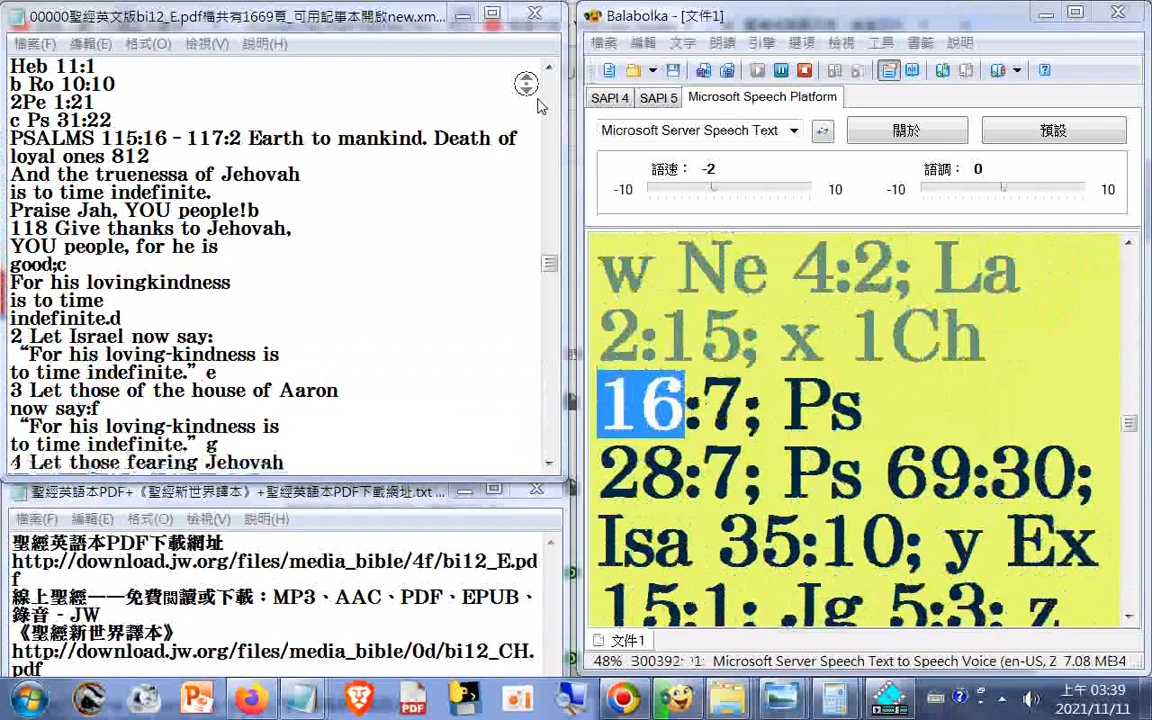 00000聖經英文版bi12_E.pdf檔共有1669頁_可用記事本開啟new.xm...
檔案(F) 編輯(E) 格式(O) 檢視(V) 說明(H)
Heb 11:1
b Ro 10:10
2Pe 1:21
c Ps 31:22
PSALMS 115:16–117:2 Earth to mankind. Death of
loyal ones 812
And the truenessa of Jehovah
is to time indefinite.
Praise Jah, YOU people!b
118 Give thanks to Jehovah,
YOU people, for he is
good;c
For his lovingkindness
is to time
indefinite.d
2 Let Israel now say:
“For his loving-kindness is
to time indefinite.” e
3 Let those of the house of Aaron
now say:f
“For his loving-kindness is
to time indefinite.” g
4 Let those fearing Jehovah
聖經英語本PDF+《聖經新世界譯本》+聖經英語本PDF下載網址.txt ...
檔案(F) 編輯(E) 格式(O) 檢視(V) 說明(H)
聖經英語本PDF下載網址
http://download.jw.org/files/media_bible/4f/bi12_E.pd
f
線上聖經——免費閱讀或下載：MP3、AAC、PDF、EPUB、
錄音 - JW
《聖經新世界譯本》
http://download.jw.org/files/media_bible/0d/bi12_CH.
pdf
Balabolka - [文件1]
檔案 編輯 文字 朗讀 引擎 選項 檢視 工具 書籤 說明
SAPI 4 SAPI 5 Microsoft Speech Platform
Microsoft Server Speech Text 關於 預設
語速： -2 語調： 0
-10 10 -10 10
w Ne 4:2; La
2:15; x 1Ch
16:7; Ps
28:7; Ps 69:30;
Isa 35:10; y Ex
15:1; Jg 5:3; z
文件1
48% Microsoft Server Speech Text to Speech Voice (en-US, Z 7.08 MB
上午 03:39
2021/11/11